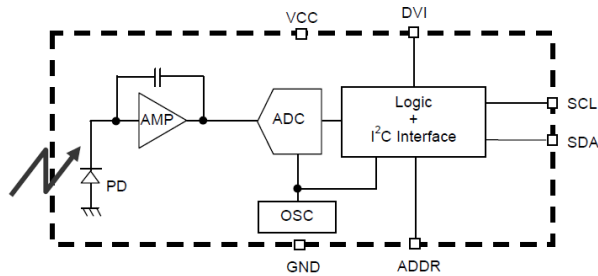 VCC
DVI
AMP
ADC
Logic
+
I²C Interface
SCL
SDA
PD
OSC
GND
ADDR